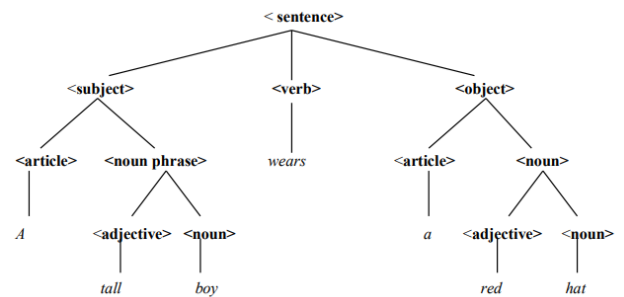 < sentence>
<subject> <verb> <object>
<article> <noun phrase> wears <article> <noun>
A <adjective> <noun> a <adjective> <noun>
tall boy red hat